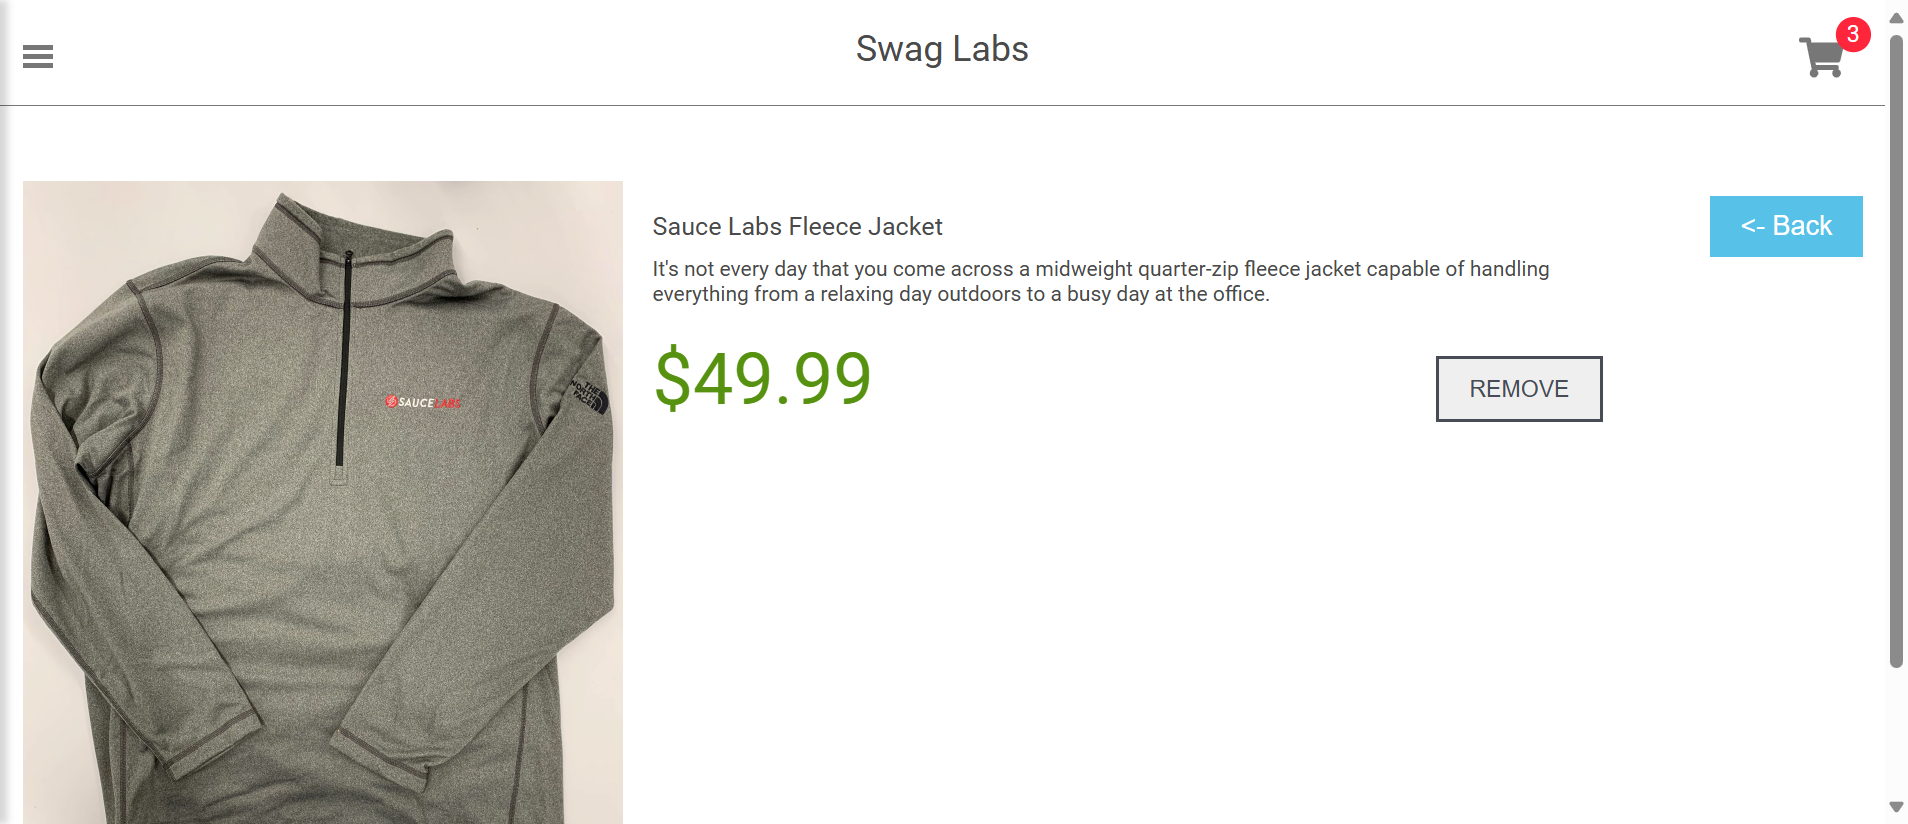 Swag Labs
3
<- Back
Sauce Labs Fleece Jacket
It's not every day that you come across a midweight quarter-zip fleece jacket capable of handling
everything from a relaxing day outdoors to a busy day at the office.
$49.99
REMOVE
SAUCELABS
THE
NORTH
FACE